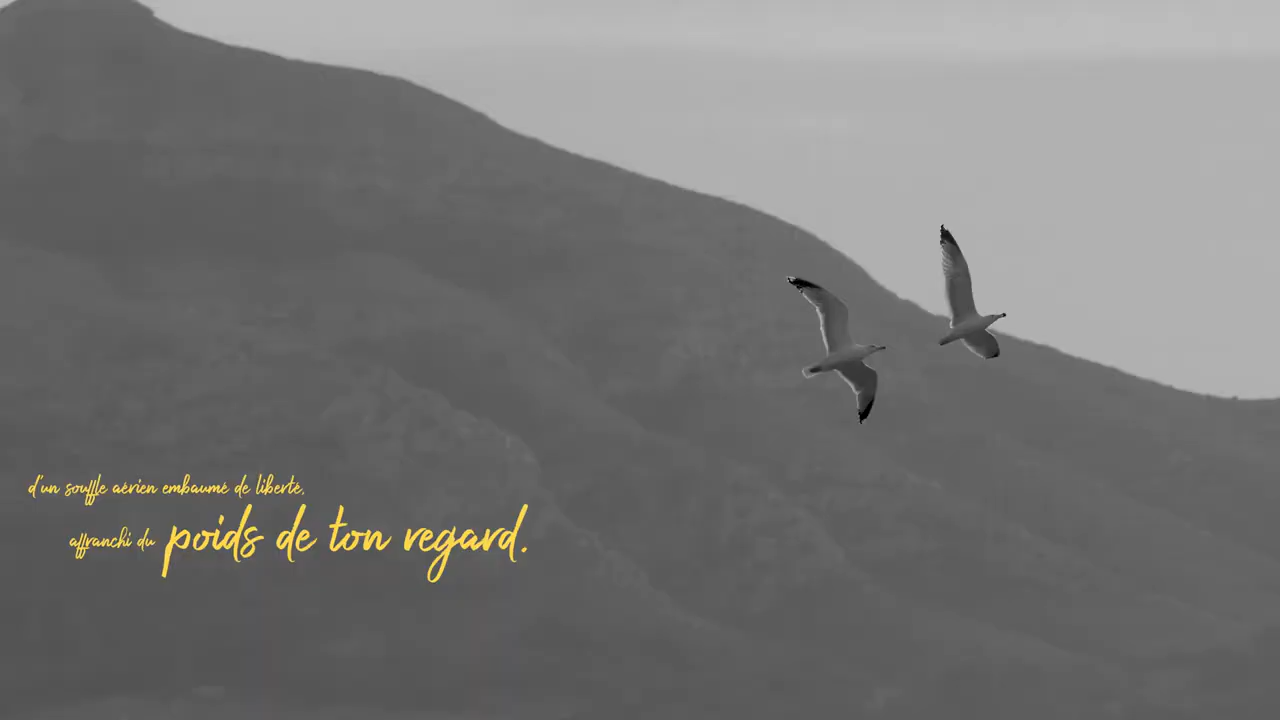 d'un souffle aérien embaumé de liberté,
affranchi du poids de ton regard.